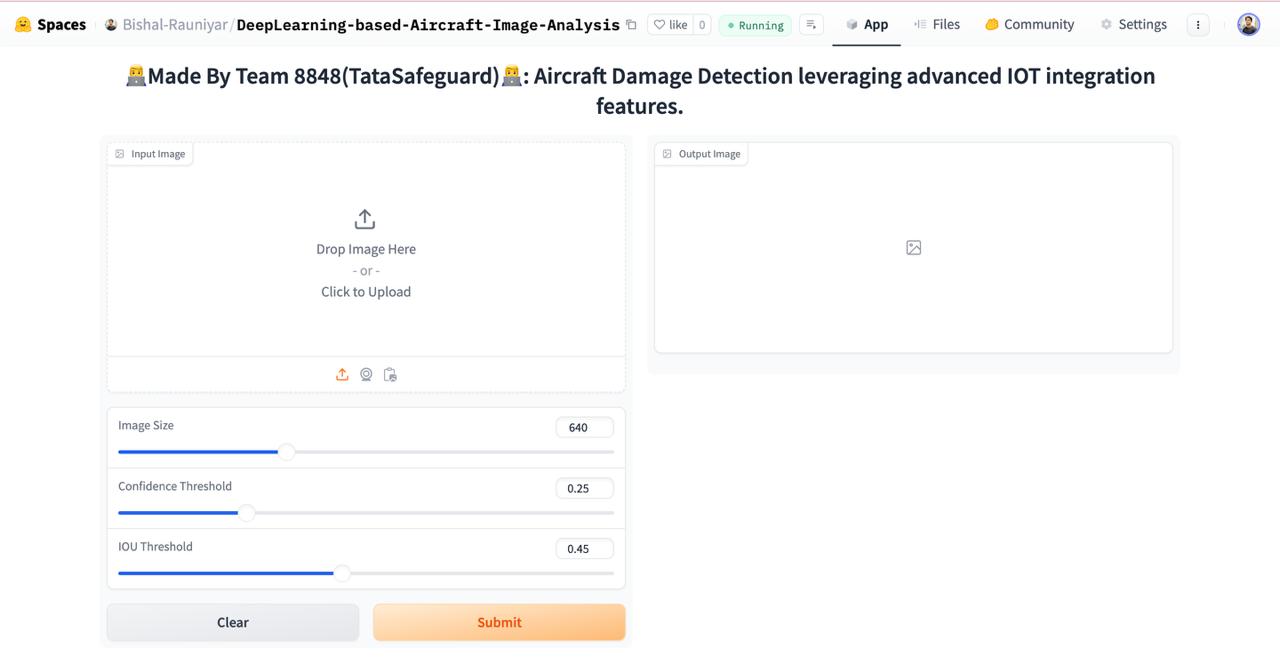 Spaces Bishal-Rauniyar/DeepLearning-based-Aircraft-Image-Analysis like 0 Running App Files Community Settings
Made By Team 8848(TataSafeguard): Aircraft Damage Detection leveraging advanced IOT integration
features.
Input Image
Drop Image Here
- or -
Click to Upload
Image Size 640
Confidence Threshold 0.25
IOU Threshold 0.45
Clear Submit
Output Image